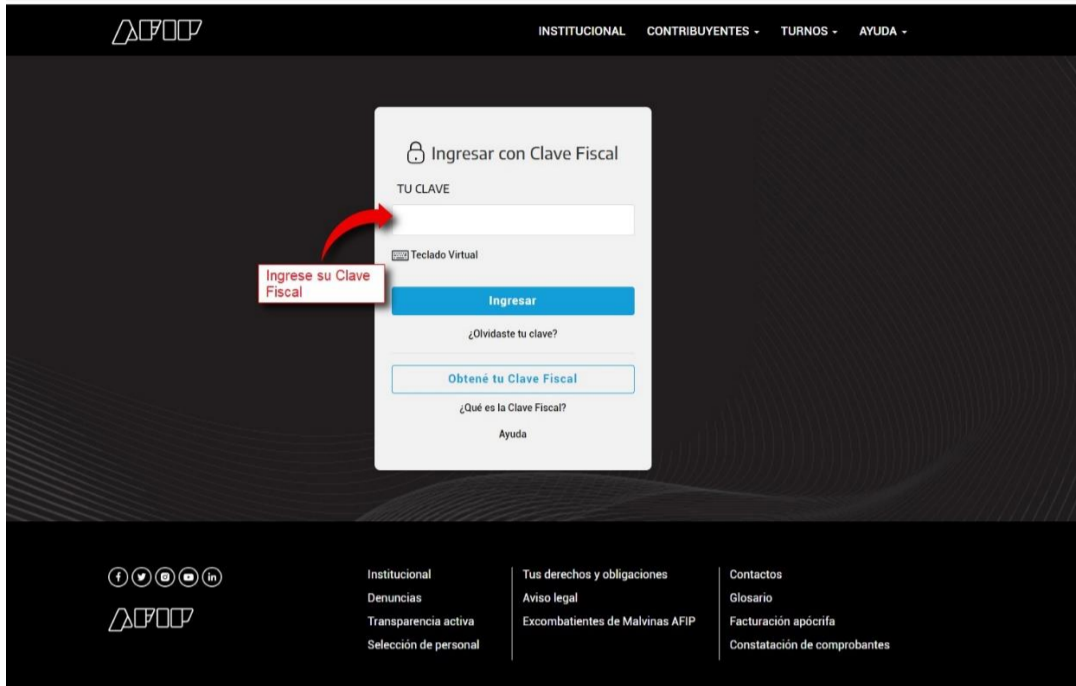 AFIP
INSTITUCIONAL CONTRIBUYENTES TURNOS AYUDA
Ingresar con Clave Fiscal
TU CLAVE
Teclado Virtual
Ingrese su Clave
Fiscal
Ingresar
¿Olvidaste tu clave?
Obtené tu Clave Fiscal
¿Qué es la Clave Fiscal?
Ayuda
AFIP
Institucional
Denuncias
Transparencia activa
Selección de personal
Tus derechos y obligaciones
Aviso legal
Excombatientes de Malvinas AFIP
Contactos
Glosario
Facturación apócrifa
Constatación de comprobantes